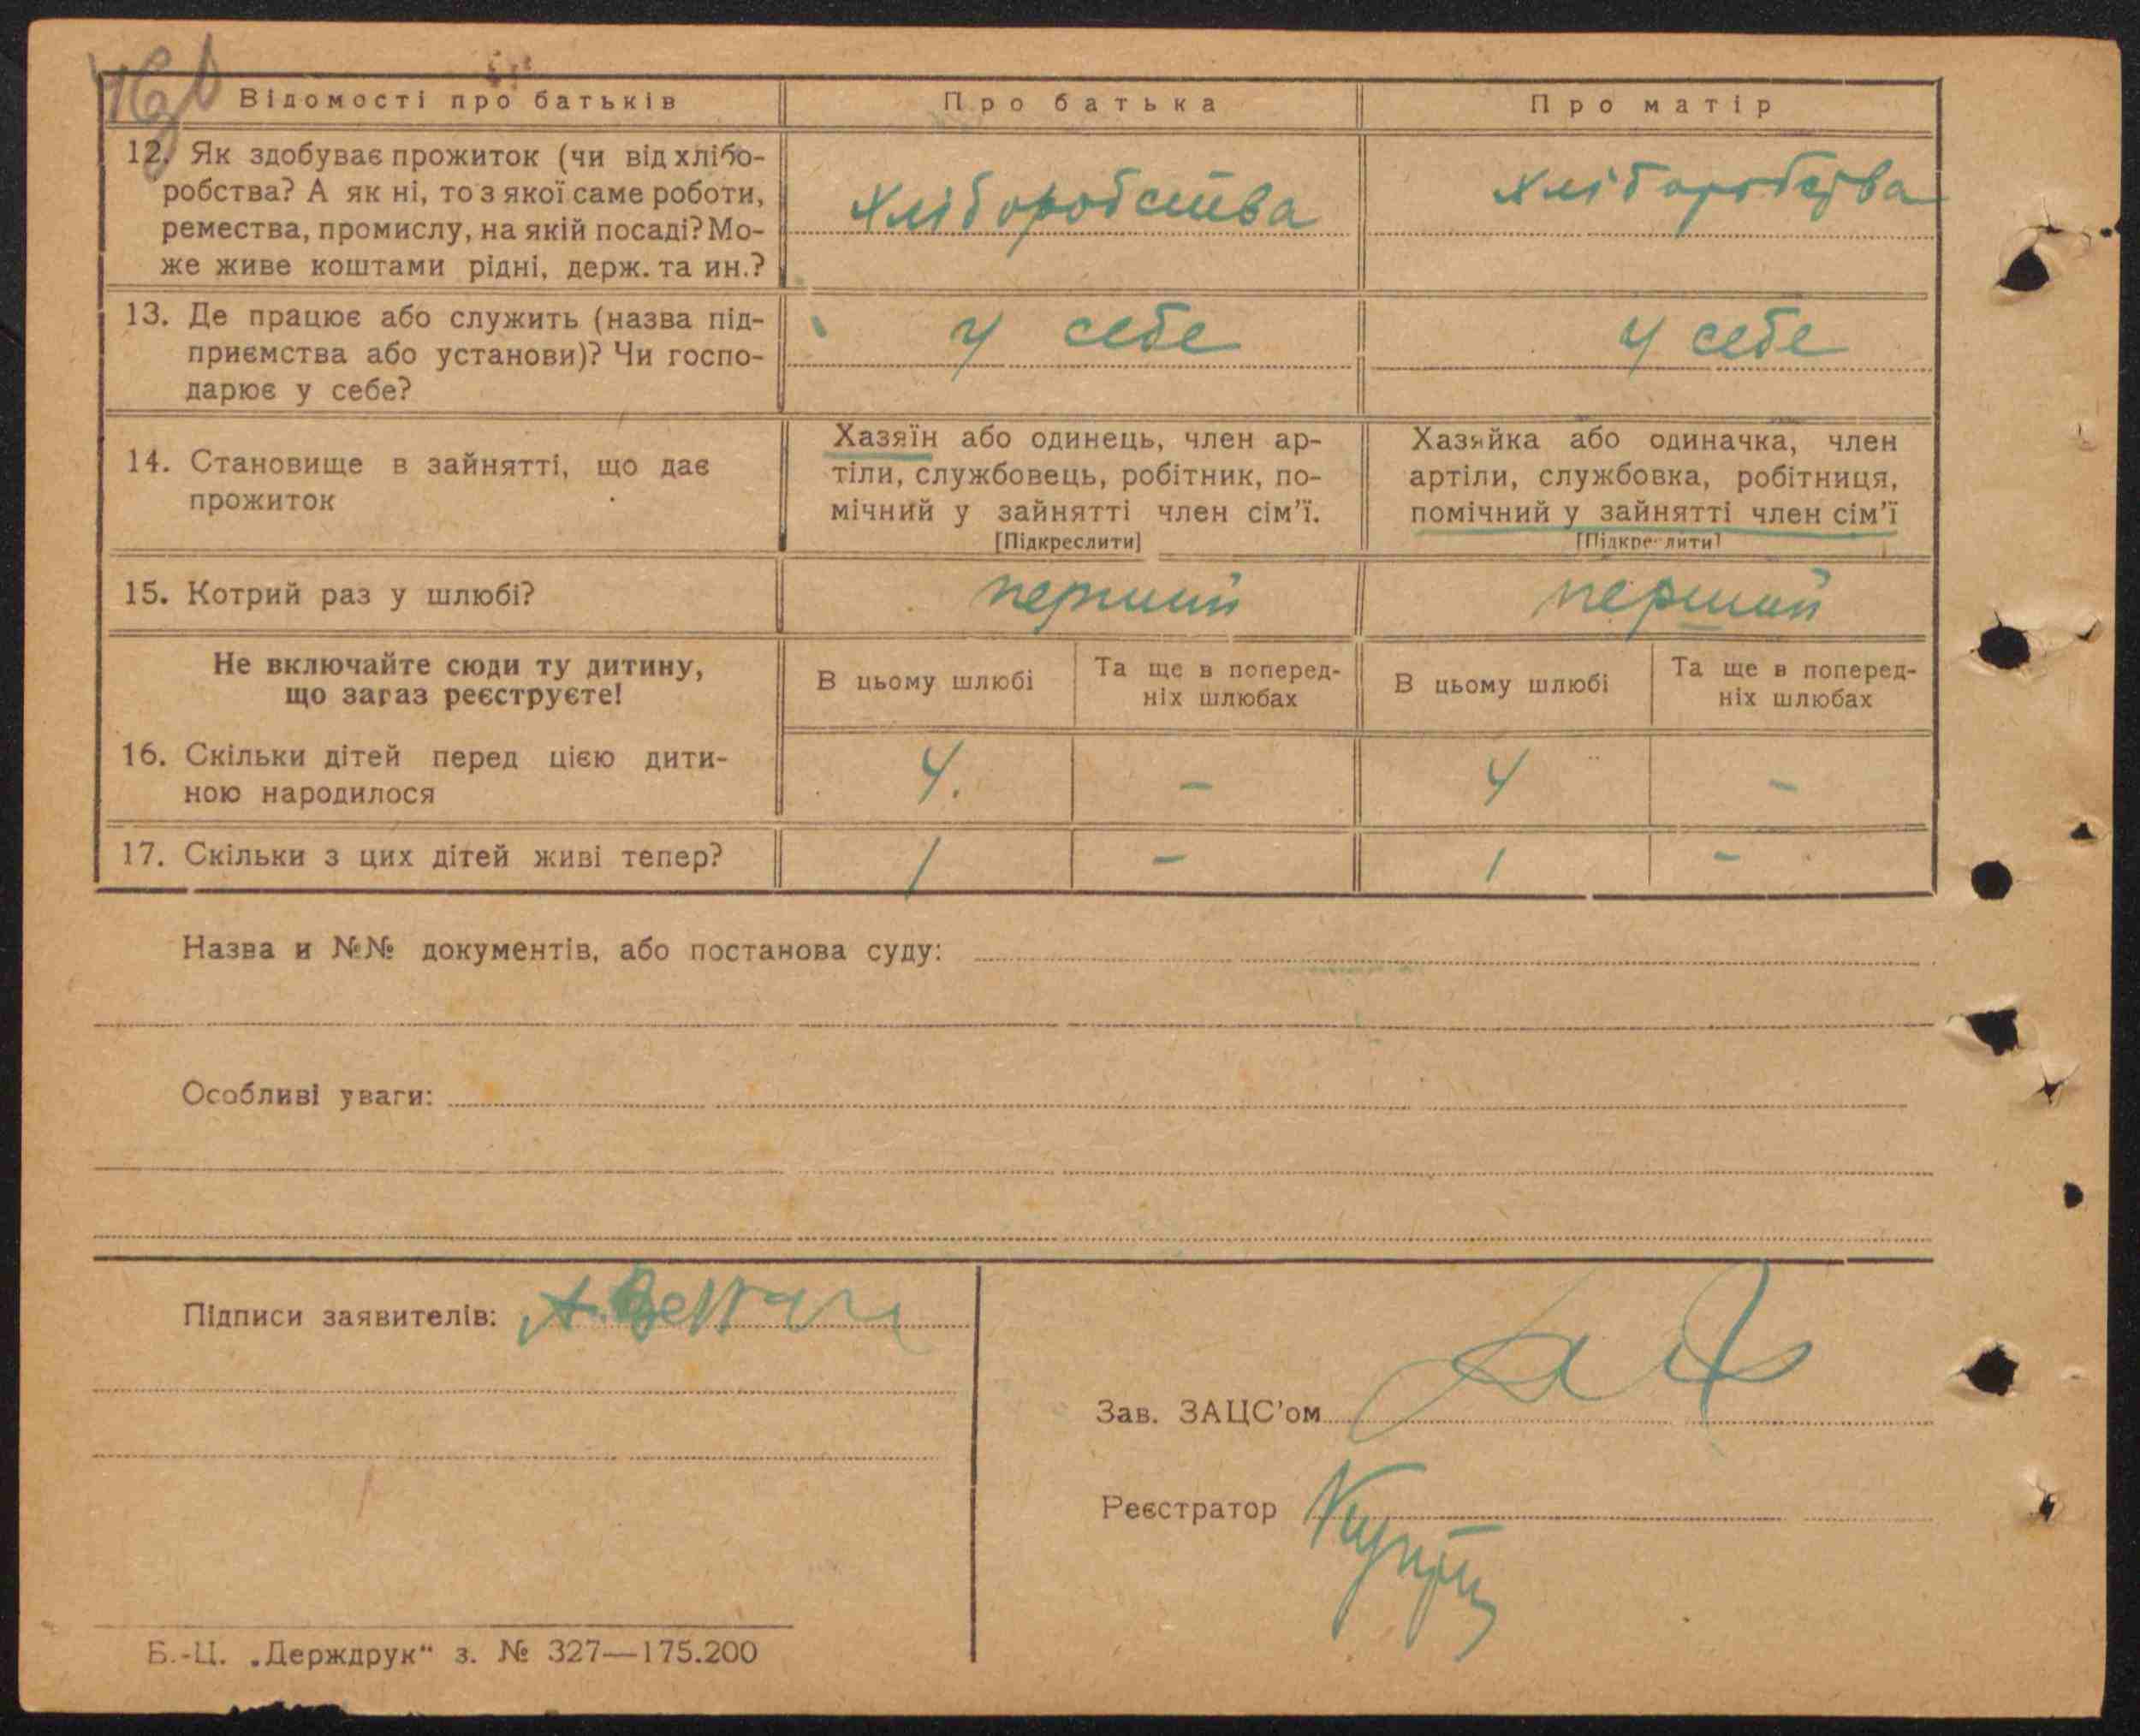 Відомості про батьків Про батька Про матір
12. Як здобуває прожиток (чи від хлібо-
робства? А як ні, то з якої саме роботи,
ремества, промислу, на якій посаді? Мо-
же живе коштами рідні, держ. та ин.?
хліборобства хліборобства
13. Де працює або служить (назва під-
приємства або установи)? Чи госпо-
дарює у себе?
у себе у себе
14. Становище в зайнятті, що дає
прожиток
Хазяїн або одинець, член ар-
тіли, службовець, робітник, по-
мічний у зайнятті член сім'ї.
[Підкреслити]
Хазяйка або одиначка, член
артіли, службовка, робітниця,
помічний у зайнятті член сім'ї
[Підкреслити]
15. Котрий раз у шлюбі? перший перший
Не включайте сюди ту дитину,
що зараз реєструєте!
В цьому шлюбі
Та ще в поперед-
ніх шлюбах
В цьому шлюбі
Та ще в поперед-
ніх шлюбах
16. Скільки дітей перед цією дити-
ною народилося
4. - 4 -
17. Скільки з цих дітей живі тепер? 1 - 1 -
Назва и №№ документів, або постанова суду:
Особливі уваги:
Підписи заявителів:
Зав. ЗАЦС'ом
Реєстратор
Б.-Ц. „Держдрук“ з. № 327—175.200